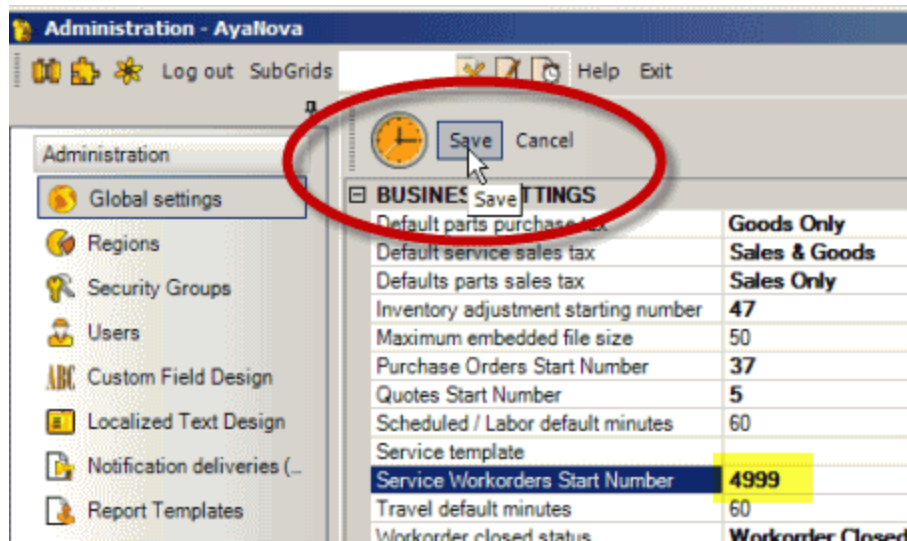 Administration - AyaNova
Log out SubGrids Help Exit
Save Cancel
Save
Administration
Global settings
Regions
Security Groups
Users
ABC Custom Field Design
Localized Text Design
Notification deliveries (...
Report Templates
BUSINES TTINGS
Default parts purchase tax Goods Only
Default service sales tax Sales & Goods
Defaults parts sales tax Sales Only
Inventory adjustment starting number 47
Maximum embedded file size 50
Purchase Orders Start Number 37
Quotes Start Number 5
Scheduled / Labor default minutes 60
Service template
Service Workorders Start Number 4999
Travel default minutes 60
Workorder closed status Workorder Closed